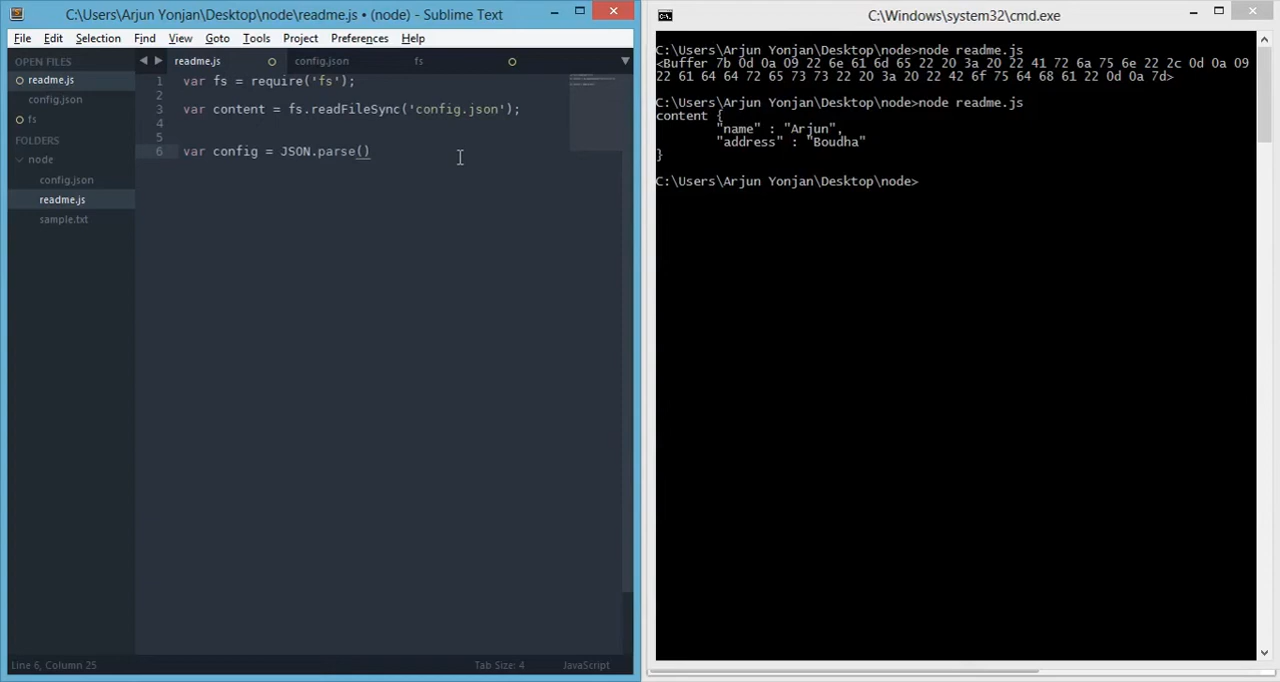 C:\Users\Arjun Yonjan\Desktop\node\readme.js • (node) - Sublime Text
File Edit Selection Find View Goto Tools Project Preferences Help
OPEN FILES
readme.js
config.json
fs
FOLDERS
node
config.json
readme.js
sample.txt
readme.js config.json fs
1 var fs = require('fs');
2
3 var content = fs.readFileSync('config.json');
4
5
6 var config = JSON.parse()
Line 6, Column 25 Tab Size: 4 JavaScript
C:\Windows\system32\cmd.exe
C:\Users\Arjun Yonjan\Desktop\node>node readme.js
<Buffer 7b 0d 0a 09 22 6e 61 6d 65 22 20 3a 20 22 41 72 6a 75 6e 22 2c 0d 0a 09
22 61 64 64 72 65 73 73 22 20 3a 20 22 42 6f 75 64 68 61 22 0d 0a 7d>
C:\Users\Arjun Yonjan\Desktop\node>node readme.js
content {
"name" : "Arjun",
"address" : "Boudha"
}
C:\Users\Arjun Yonjan\Desktop\node>